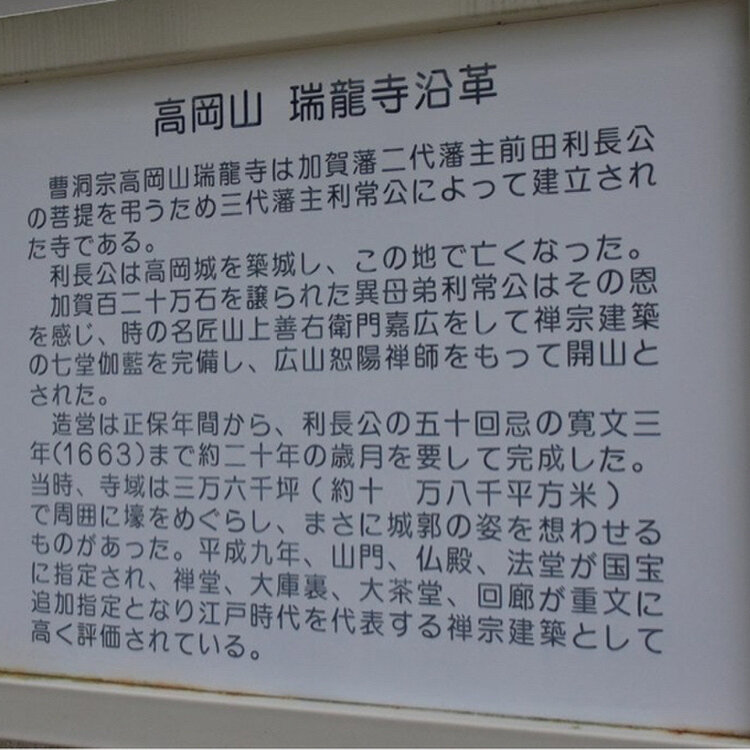 高岡山 瑞龍寺沿革
曹洞宗高岡山瑞龍寺は加賀藩二代藩主前田利長公
の菩提を弔うため三代藩主利常公によって建立され
た寺である。
利長公は高岡城を築城し、この地で亡くなった。
加賀百二十万石を譲られた異母弟利常公はその恩
を感じ、時の名匠山上善右衛門嘉広をして禅宗建築
の七堂伽藍を完備し、広山恕陽禅師をもって開山と
された。
造営は正保年間から、利長公の五十回忌の寛文三
年(1663)まで約二十年の歳月を要して完成した。
当時、寺域は三万六千坪(約十 万八千平方米)
で周囲に壕をめぐらし、まさに城郭の姿を想わせる
ものがあった。平成九年、山門、仏殿、法堂が国宝
に指定され、禅堂、大庫裏、大茶堂、回廊が重文に
追加指定となり江戸時代を代表する禅宗建築として
高く評価されている。